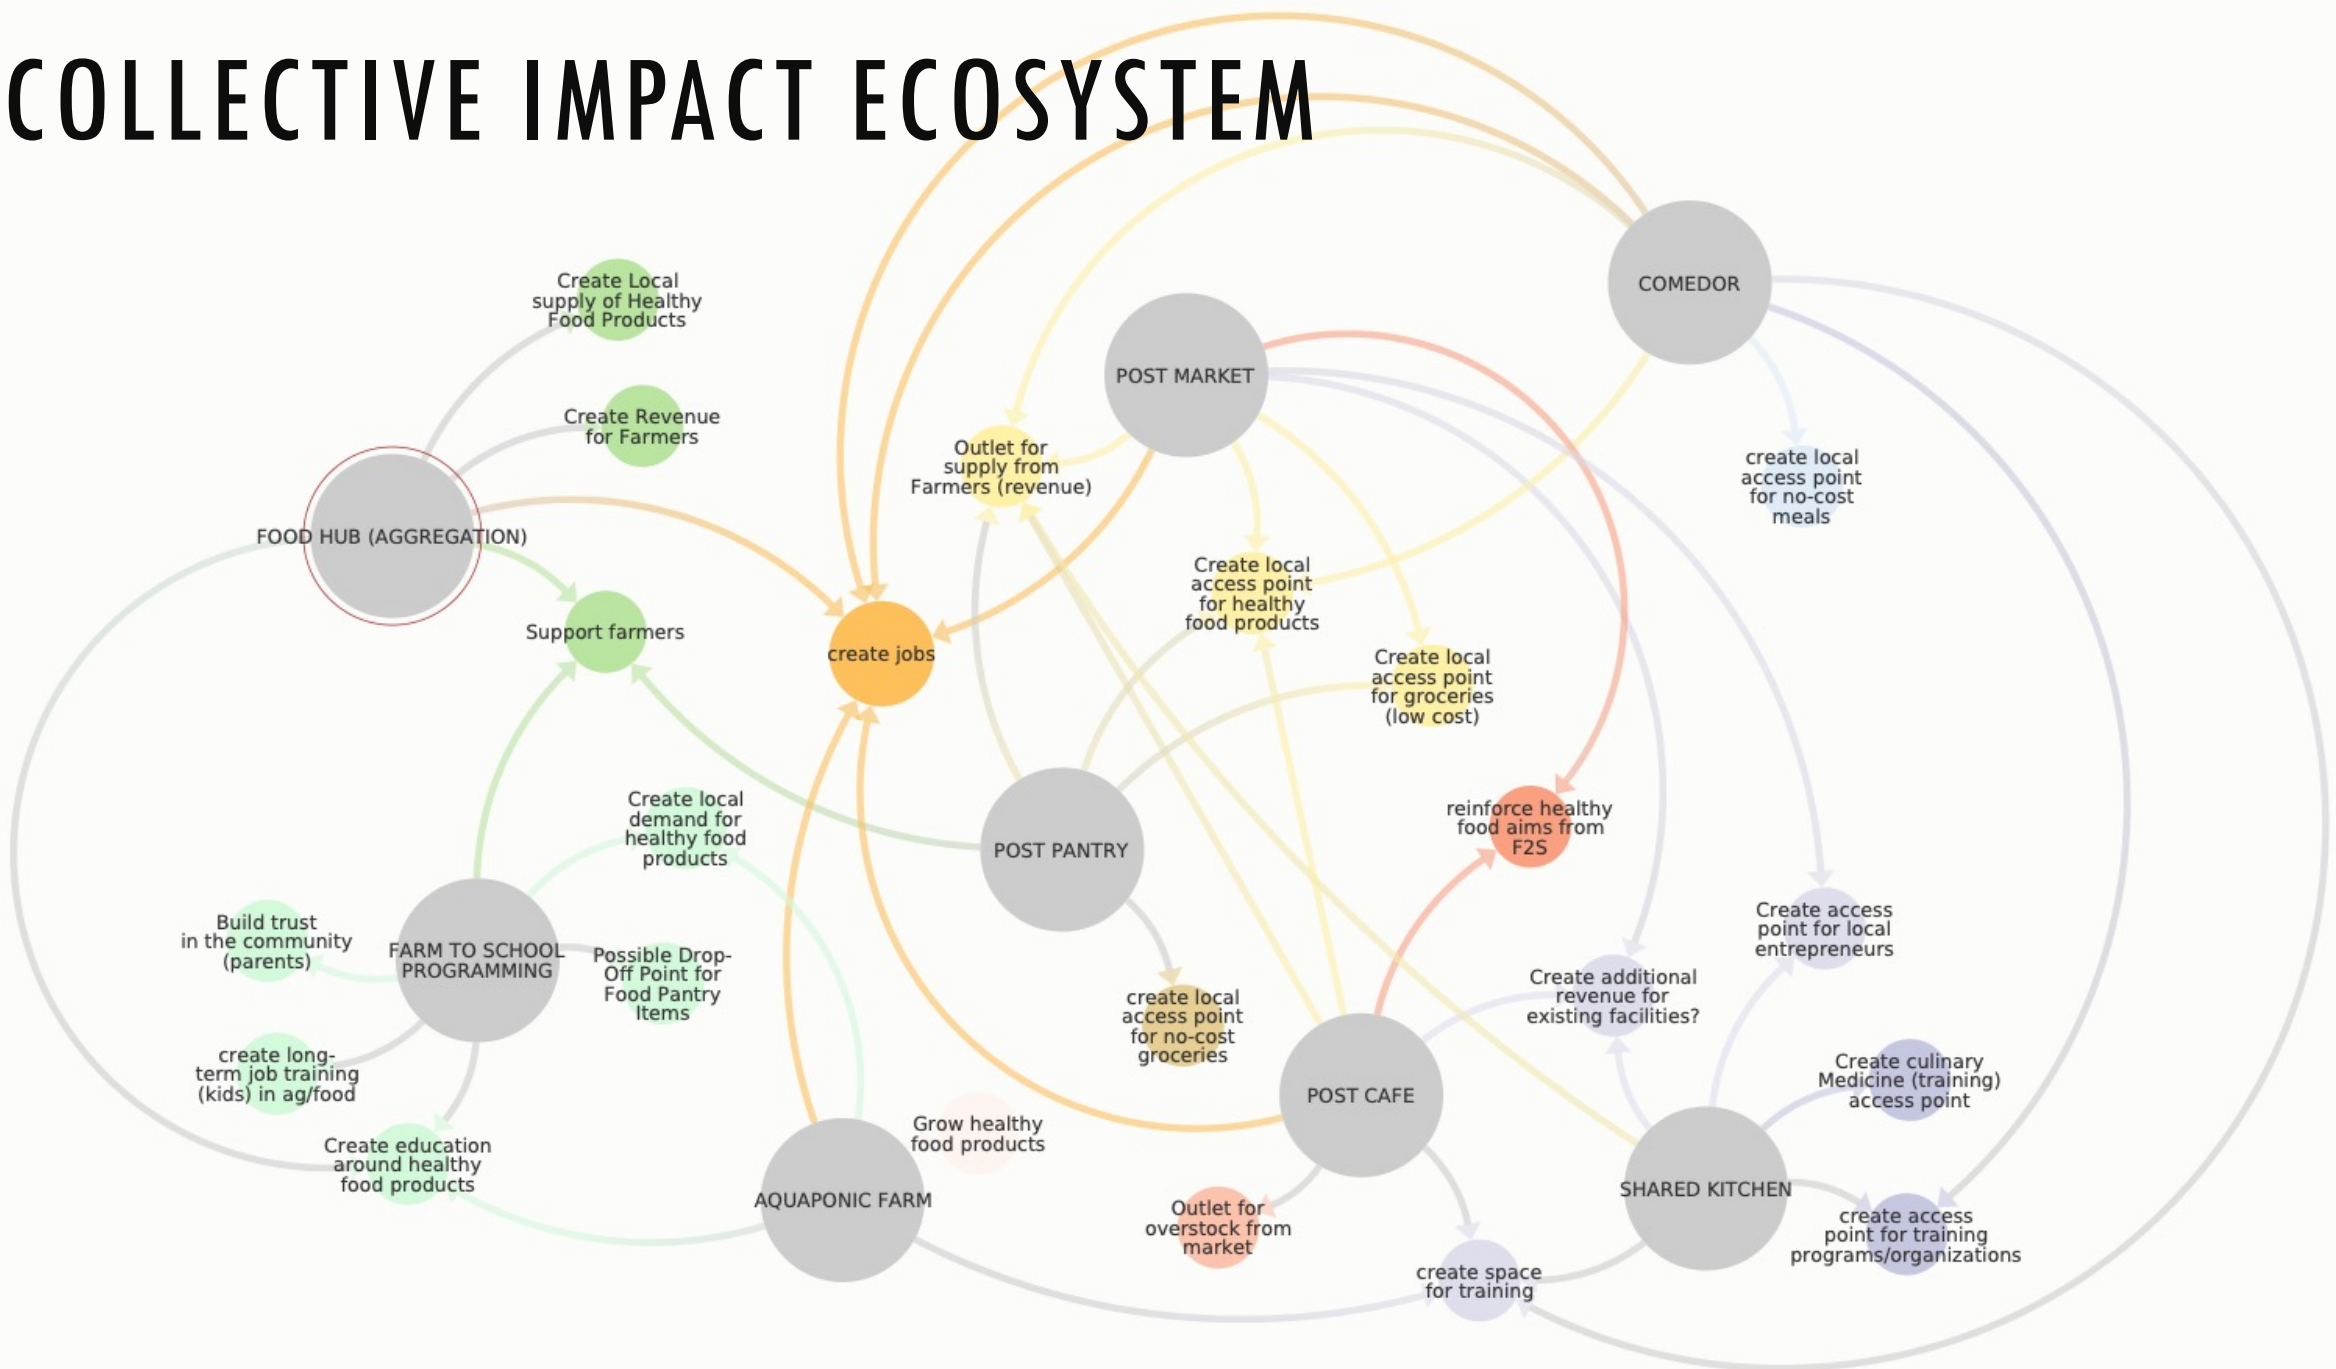 COLLECTIVE IMPACT ECOSYSTEM
COMEDOR
Create Local
supply of Healthy
Food Products
POST MARKET
Create Revenue
for Farmers
Outlet for
supply from
Farmers (revenue)
create local
access point
for no-cost
meals
FOOD HUB (AGGREGATION)
Create local
access point
for healthy
food products
Support farmers
create jobs
Create local
access point
for groceries
(low cost)
Create local
demand for
healthy food
products
POST PANTRY
reinforce healthy
food aims from
F2S
Build trust
in the community
(parents)
FARM TO SCHOOL
PROGRAMMING
Possible Drop-
Off Point for
Food Pantry
Items
Create access
point for local
entrepreneurs
Create additional
revenue for
existing facilities?
create local
access point
for no-cost
groceries
create long-
term job training
(kids) in ag/food
Create culinary
Medicine (training)
access point
POST CAFE
Grow healthy
food products
Create education
around healthy
food products
AQUAPONIC FARM
SHARED KITCHEN
Outlet for
overstock from
market
create access
point for training
programs/organizations
create space
for training